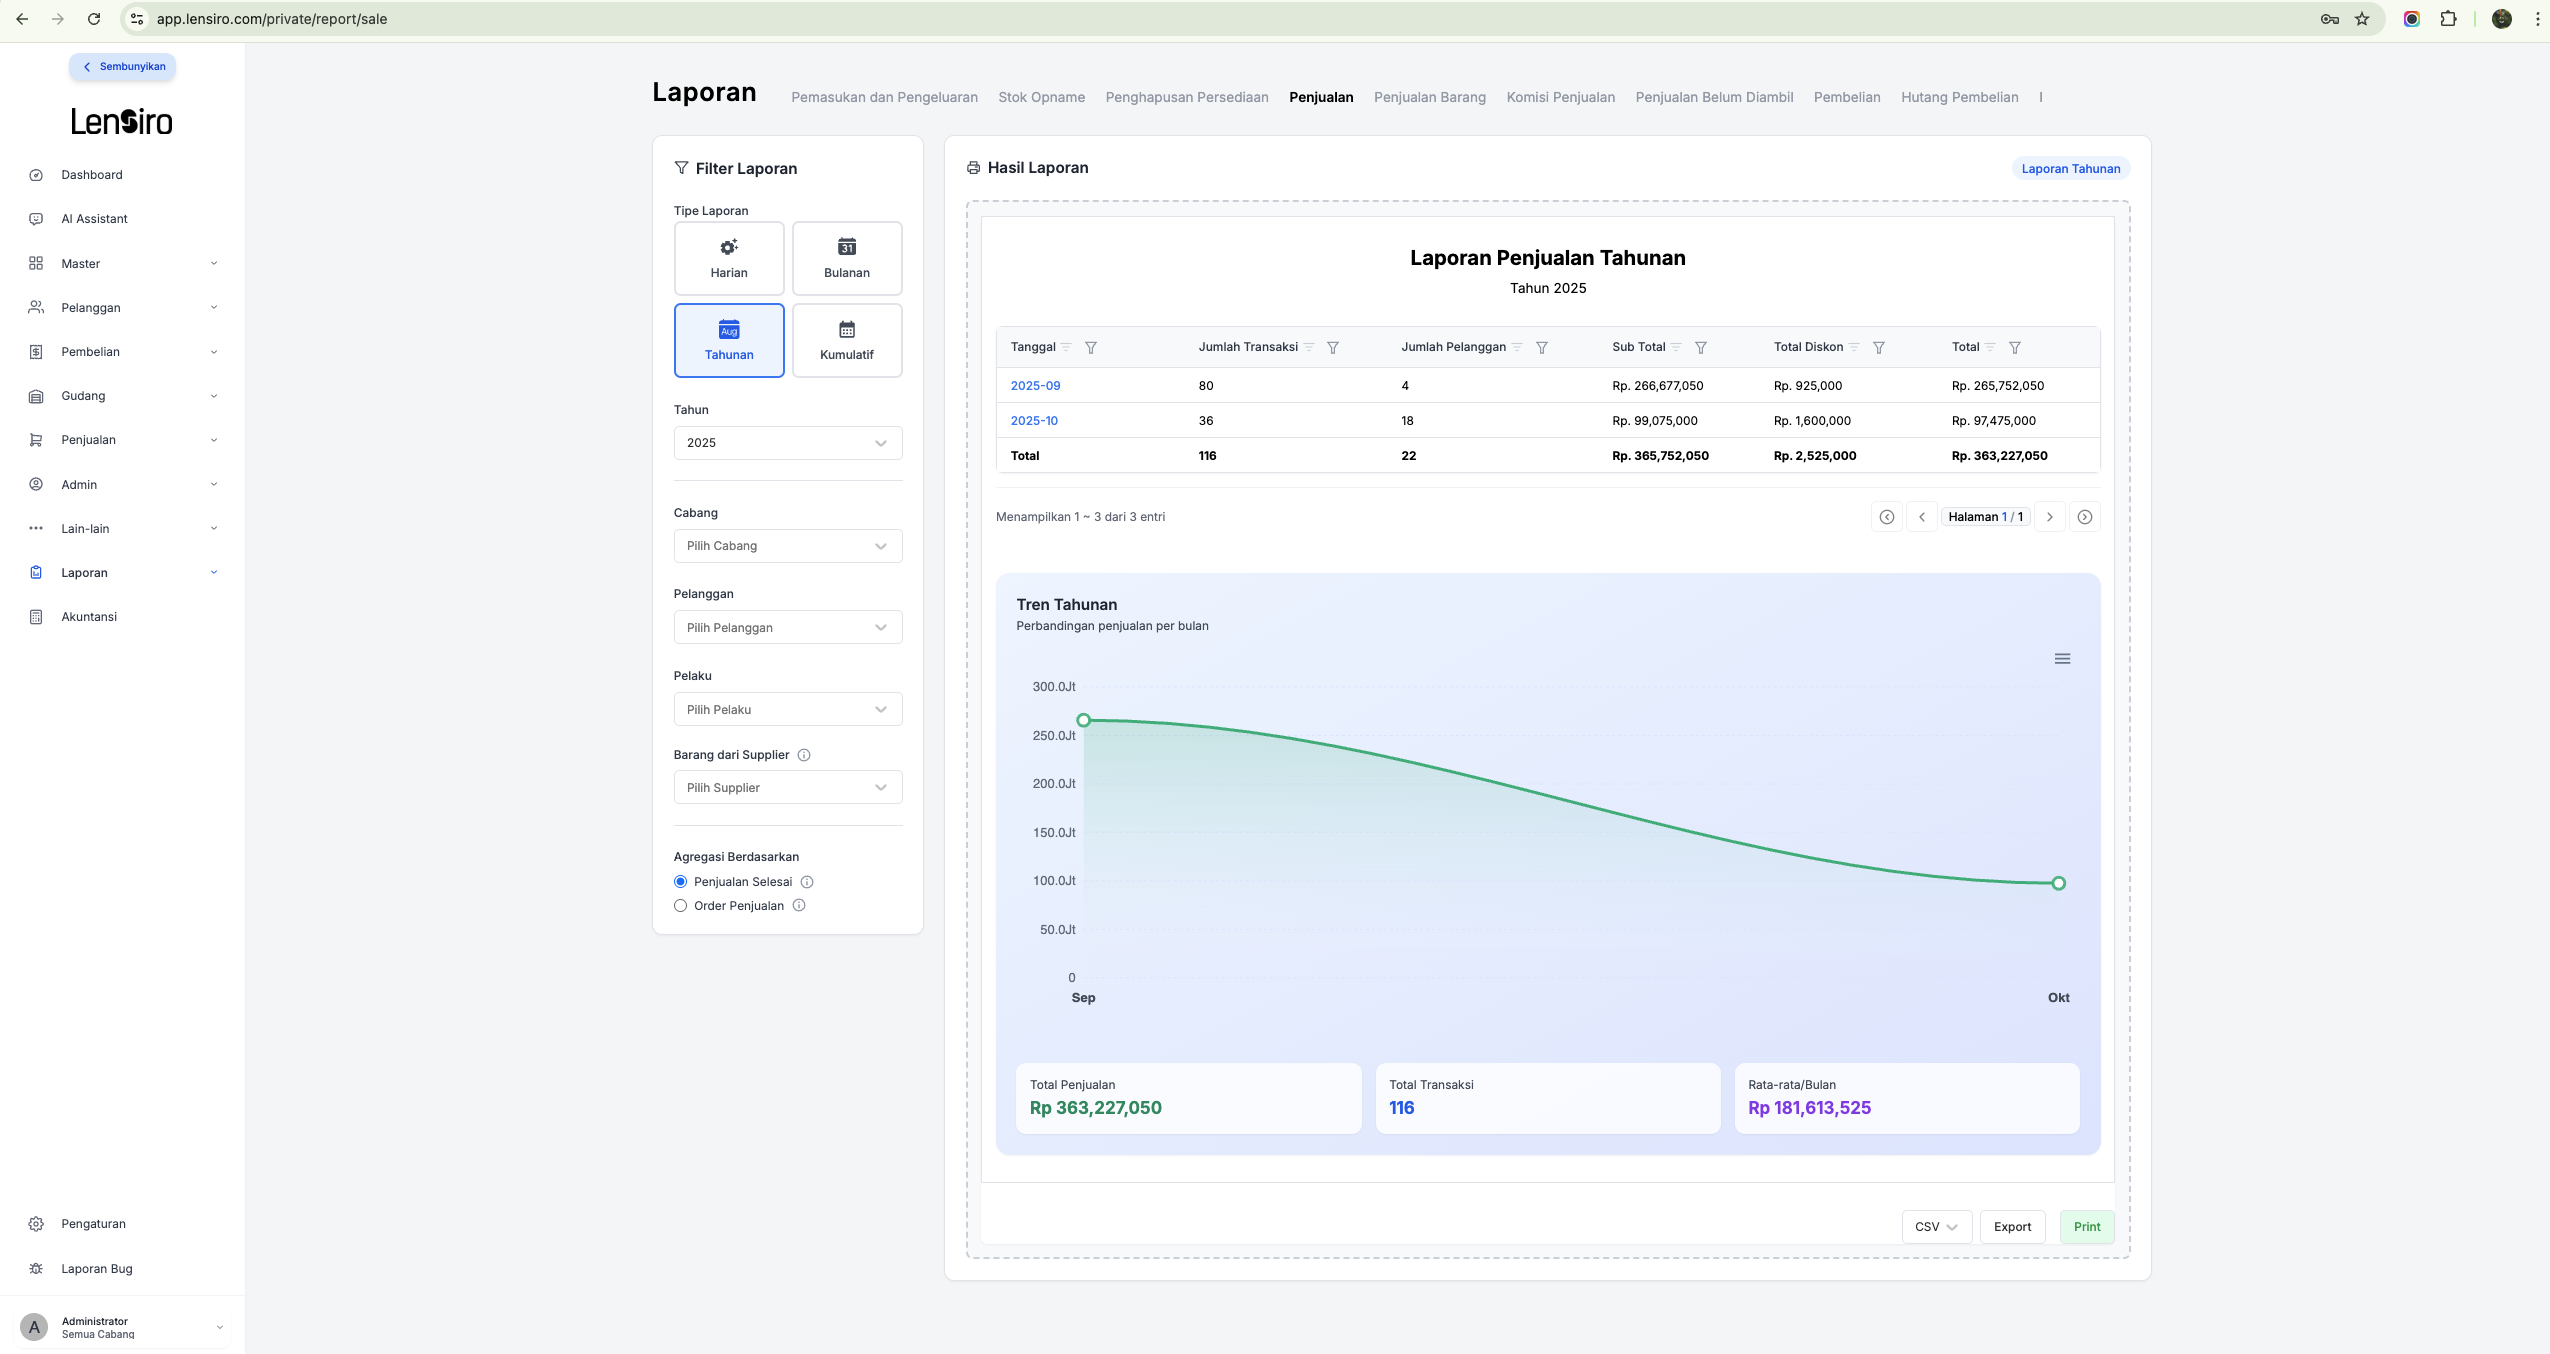 app.lensiro.com/private/report/sale
Sembunyikan
LenSiro
Dashboard
AI Assistant
Master
Pelanggan
Pembelian
Gudang
Penjualan
Admin
Lain-lain
Laporan
Akuntansi
Pengaturan
Laporan Bug
A
Administrator
Semua Cabang
Laporan
Pemasukan dan Pengeluaran Stok Opname Penghapusan Persediaan Penjualan Penjualan Barang Komisi Penjualan Penjualan Belum Diambil Pembelian Hutang Pembelian
Filter Laporan
Tipe Laporan
Harian
31
Bulanan
Aug
Tahunan
Kumulatif
Tahun
2025
Cabang
Pilih Cabang
Pelanggan
Pilih Pelanggan
Pelaku
Pilih Pelaku
Barang dari Supplier
Pilih Supplier
Agregasi Berdasarkan
Penjualan Selesai
Order Penjualan
Hasil Laporan
Laporan Tahunan
Laporan Penjualan Tahunan
Tahun 2025
Tanggal Jumlah Transaksi Jumlah Pelanggan Sub Total Total Diskon Total
2025-09 80 4 Rp. 266,677,050 Rp. 925,000 Rp. 265,752,050
2025-10 36 18 Rp. 99,075,000 Rp. 1,600,000 Rp. 97,475,000
Total 116 22 Rp. 365,752,050 Rp. 2,525,000 Rp. 363,227,050
Menampilkan 1 ~ 3 dari 3 entri
Halaman 1 / 1
Tren Tahunan
Perbandingan penjualan per bulan
300.0Jt
250.0Jt
200.0Jt
150.0Jt
100.0Jt
50.0Jt
0
Sep Okt
Total Penjualan
Rp 363,227,050
Total Transaksi
116
Rata-rata/Bulan
Rp 181,613,525
CSV
Export
Print